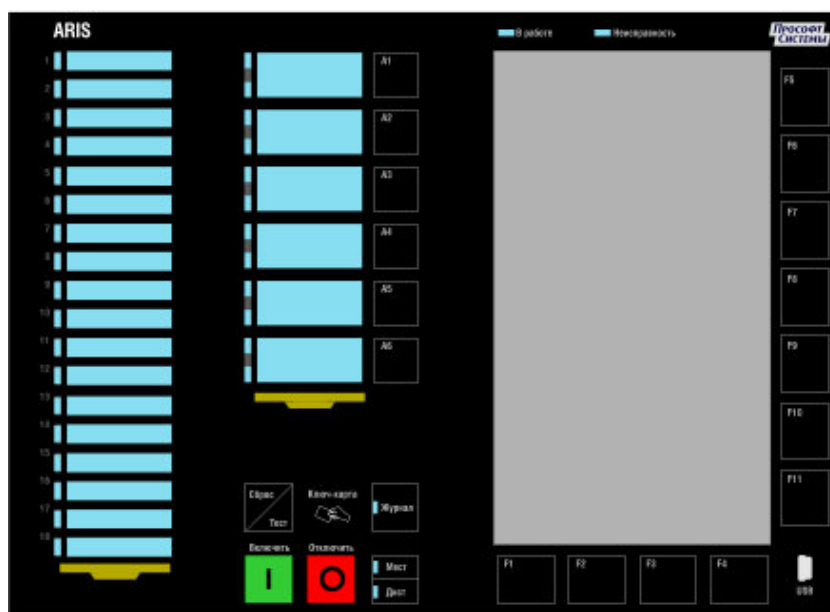 ARIS
В работе
Неисправность
Прософт
Системы
1
2
3
4
5
6
7
8
9
10
11
12
13
14
15
16
17
18
A1
A2
A3
A4
A5
A6
F5
F6
F7
F8
F9
F10
F11
Сброс
Тест
Ключ-карта
Журнал
Включить
Отключить
I
O
Мест
Дист
F1
F2
F3
F4
USB